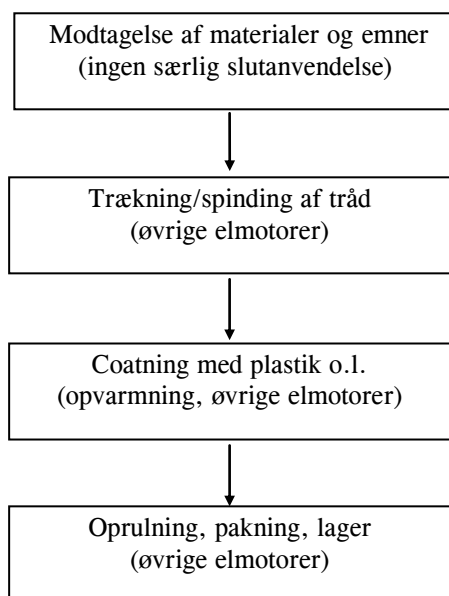 Modtagelse af materialer og emner
(ingen særlig slutanvendelse)
Trækning/spinding af tråd
(øvrige elmotorer)
Coatning med plastik o.l.
(opvarmning, øvrige elmotorer)
Oprulning, pakning, lager
(øvrige elmotorer)